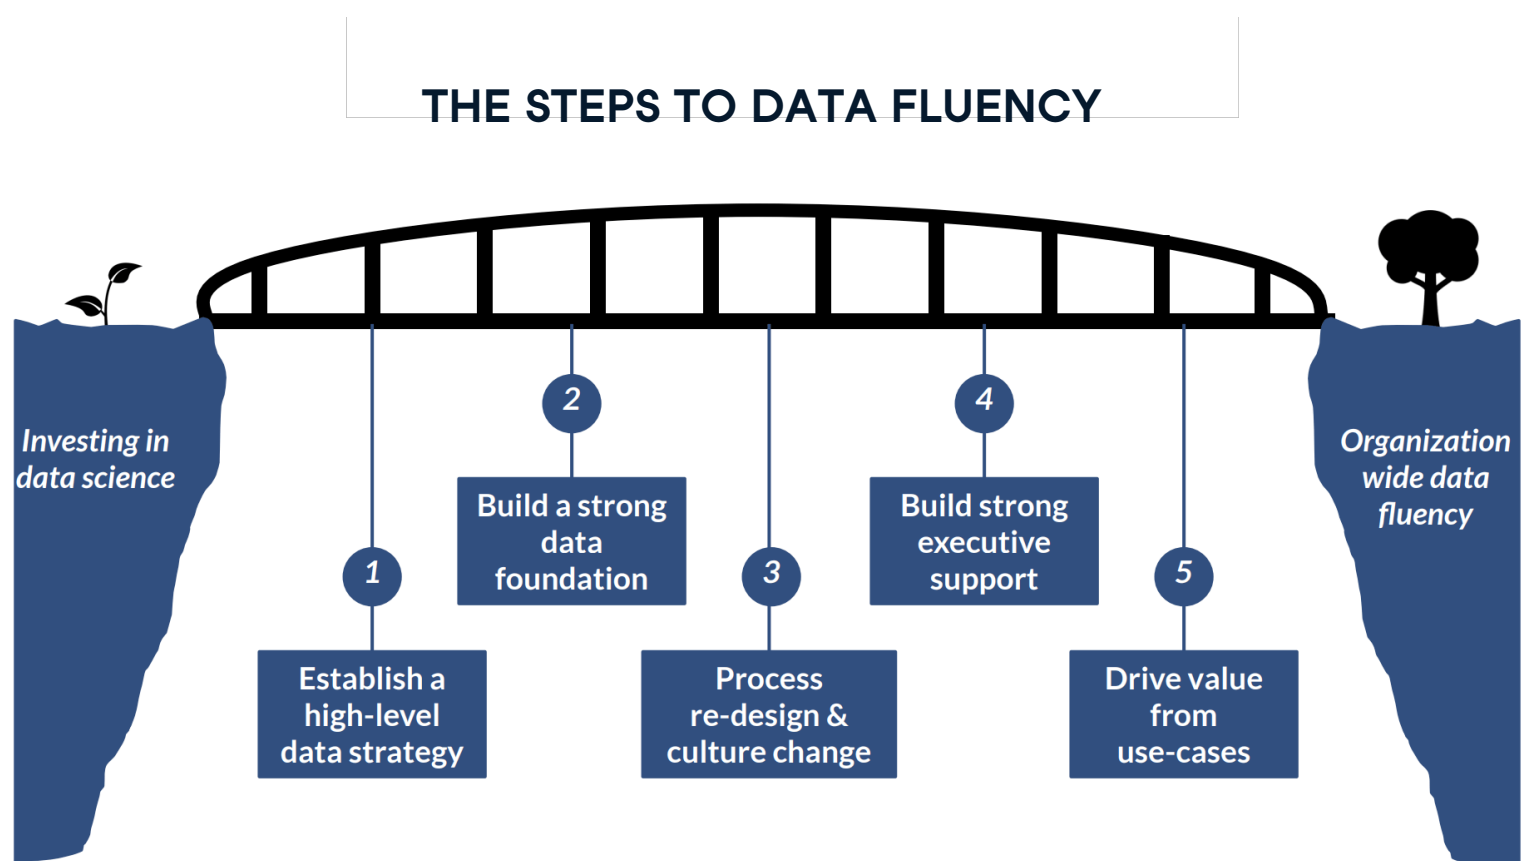 THE STEPS TO DATA FLUENCY
Investing in
data science
1
Establish a
high-level
data strategy
2
Build a strong
data
foundation
3
Process
re-design &
culture change
4
Build strong
executive
support
5
Drive value
from
use-cases
Organization
wide data
fluency